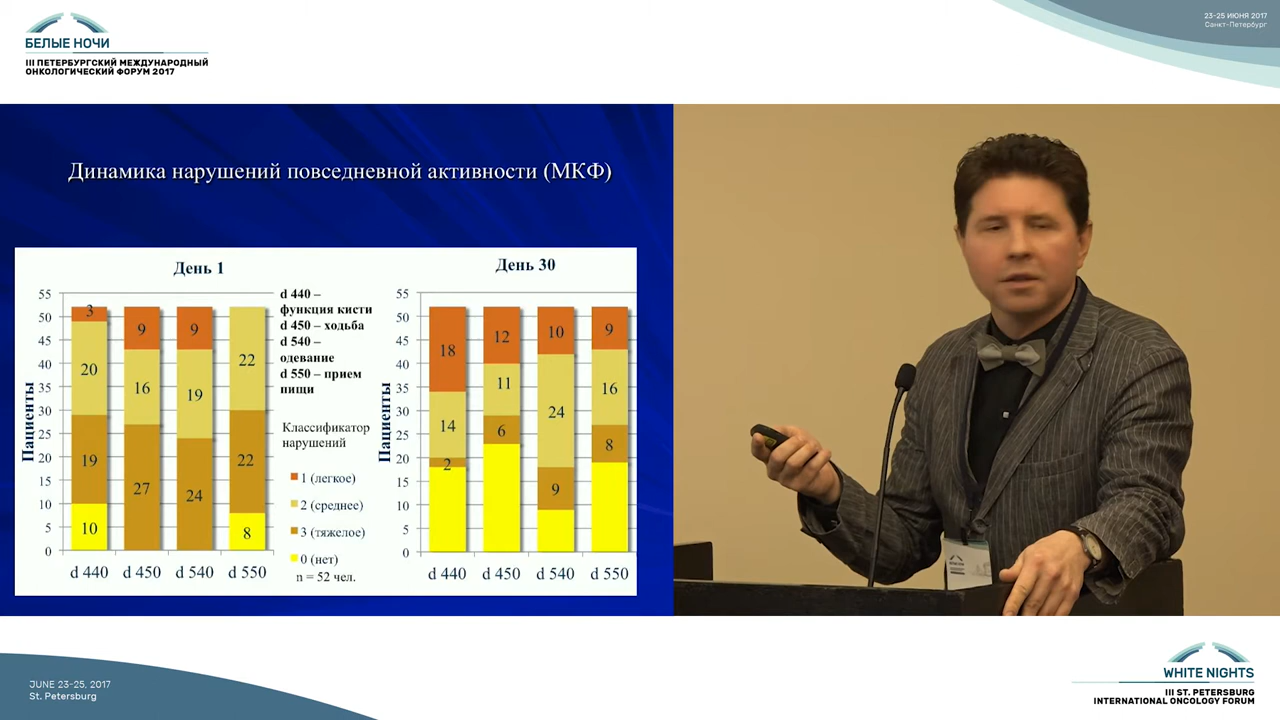 БЕЛЫЕ НОЧИ
III ПЕТЕРБУРГСКИЙ МЕЖДУНАРОДНЫЙ
ОНКОЛОГИЧЕСКИЙ ФОРУМ 2017
23-25 ИЮНЯ 2017
Санкт-Петербург
Динамика нарушений повседневной активности (МКФ)
День 1
Пациенты
55
50
45
40
35
30
25
20
15
10
5
0
3
9
9
20
16
19
22
19
27
24
22
10
8
d 440 d 450 d 540 d 550
d 440 –
функция кисти
d 450 – ходьба
d 540 –
одевание
d 550 – прием
пищи
Классификатор
нарушений
1 (легкое)
2 (среднее)
3 (тяжелое)
0 (нет)
n = 52 чел.
День 30
Пациенты
55
50
45
40
35
30
25
20
15
10
5
0
18
12
10
9
14
11
24
16
2
6
9
8
d 440 d 450 d 540 d 550
JUNE 23-25, 2017
St. Petersburg
WHITE NIGHTS
III ST. PETERSBURG
INTERNATIONAL ONCOLOGY FORUM